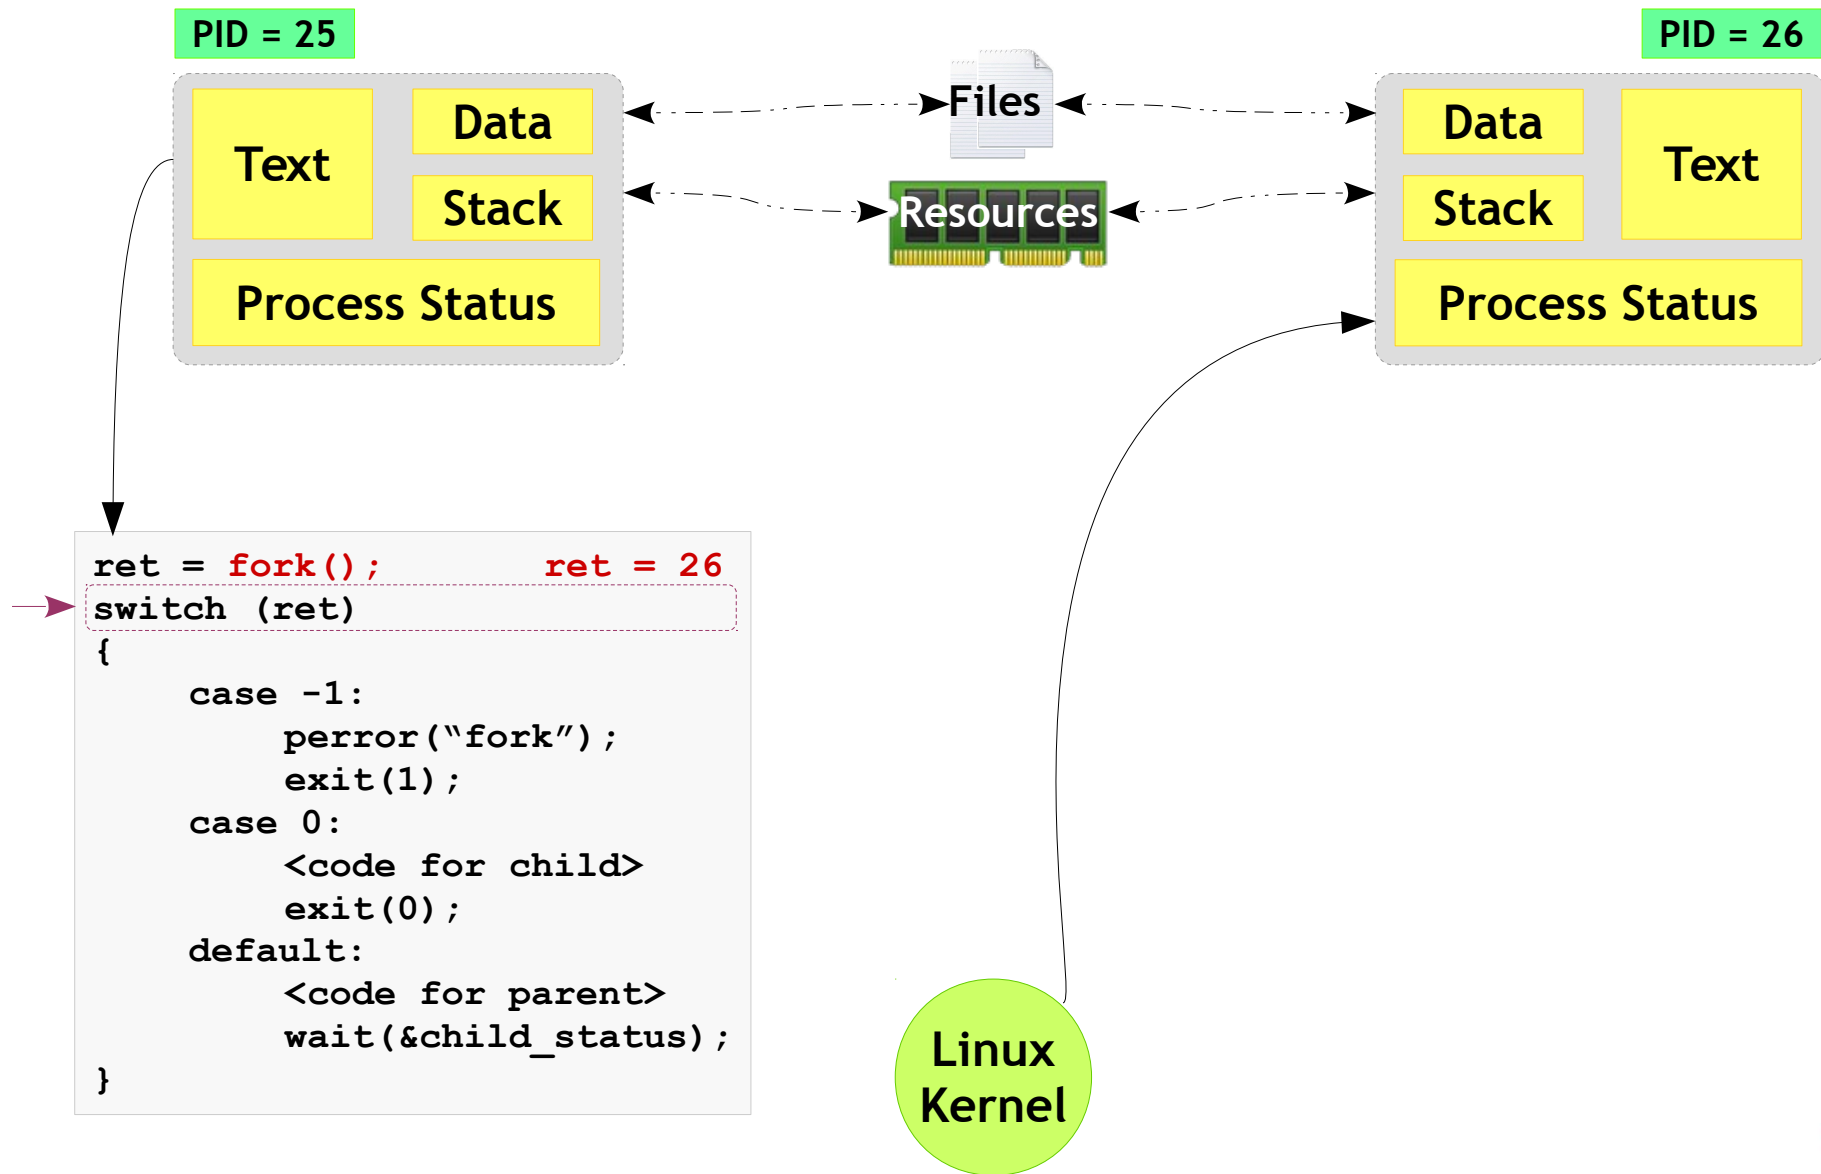 PID = 25
PID = 26
Text
Data
Stack
Process Status
Files
Resources
Data
Stack
Text
Process Status
ret = fork(); ret = 26
switch (ret)
{
case -1:
perror(“fork”);
exit(1);
case 0:
<code for child>
exit(0);
default:
<code for parent>
wait(&child_status);
}
Linux
Kernel